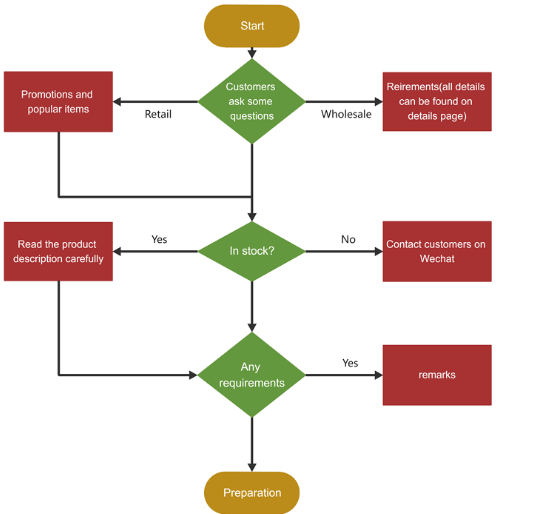 Start
Customers
ask some
questions
Promotions and
popular items
Retail
Wholesale
Reirements(all details
can be found on
details page)
In stock?
Yes
No
Read the product
description carefully
Contact customers on
Wechat
Any
requirements
Yes
remarks
Preparation